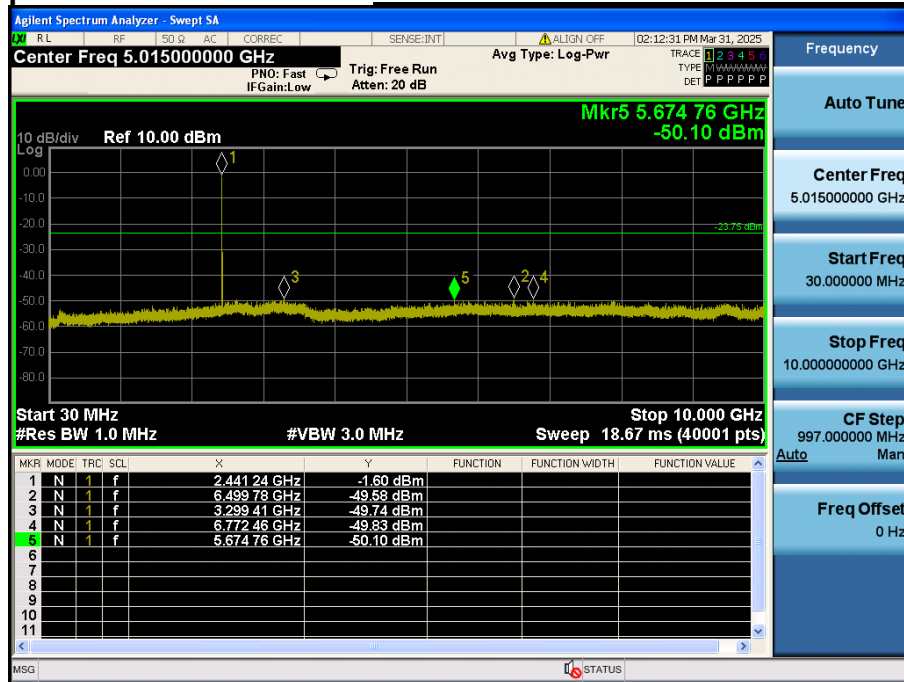 Agilent Spectrum Analyzer - Swept SA
LXI RL RF 50 Ω AC CORREC SENSE:INT ALIGN OFF 02:12:31 PM Mar 31, 2025
Center Freq 5.015000000 GHz
PNO: Fast
IFGain:Low
Trig: Free Run
Atten: 20 dB
Avg Type: Log-Pwr
TRACE 1 2 3 4 5 6
TYPE M WWWWW
DET P P P P P P
Mkr5 5.674 76 GHz
-50.10 dBm
10 dB/div Ref 10.00 dBm
Log
1
0.00
-10.0
-20.0
-23.75 dBm
-30.0
-40.0
3 5 2 4
-50.0
-60.0
-70.0
-80.0
Start 30 MHz Stop 10.000 GHz
#Res BW 1.0 MHz #VBW 3.0 MHz Sweep 18.67 ms (40001 pts)
MKR MODE TRC SCL X Y FUNCTION FUNCTION WIDTH FUNCTION VALUE
1 N 1 f 2.441 24 GHz -1.60 dBm
2 N 1 f 6.499 78 GHz -49.58 dBm
3 N 1 f 3.299 41 GHz -49.74 dBm
4 N 1 f 6.772 46 GHz -49.83 dBm
5 N 1 f 5.674 76 GHz -50.10 dBm
6
7
8
9
10
11
MSG STATUS
Frequency
Auto Tune
Center Freq
5.015000000 GHz
Start Freq
30.000000 MHz
Stop Freq
10.000000000 GHz
CF Step
997.000000 MHz
Auto Man
Freq Offset
0 Hz